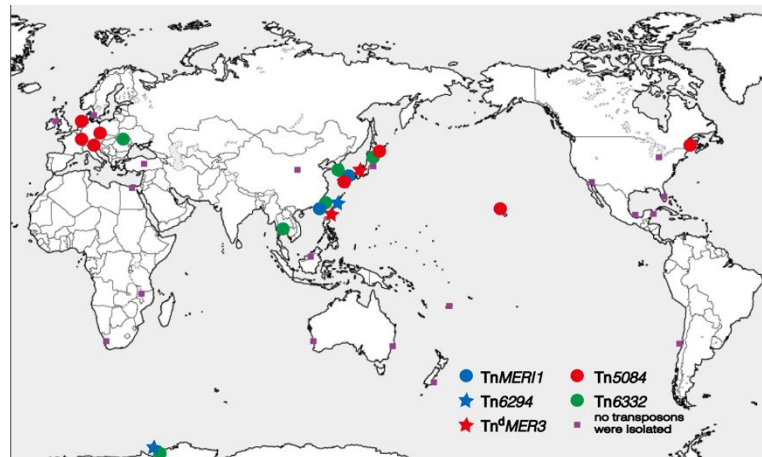 TnMERI1
Tn5084
Tn6294
Tn6332
TnᵈMER3
no transposons
were isolated